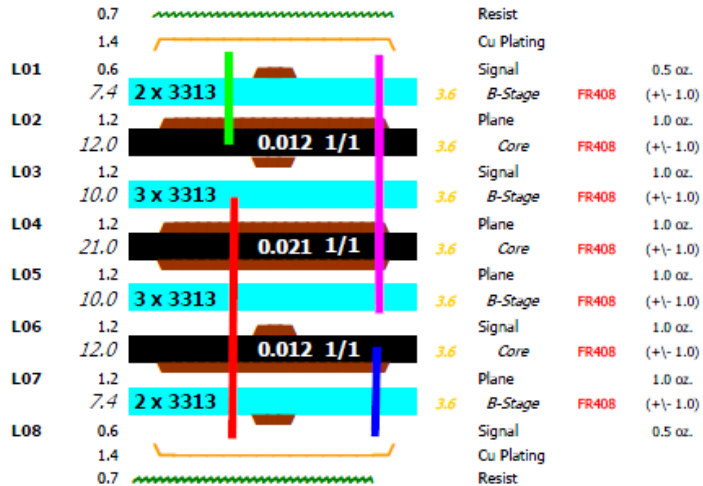 0.7 Resist
1.4 Cu Plating
L01 0.6 Signal 0.5 oz.
7.4 2 x 3313 3.6 B-Stage FR408 (+\- 1.0)
L02 1.2 Plane 1.0 oz.
12.0 0.012 1/1 3.6 Core FR408 (+\- 1.0)
L03 1.2 Signal 1.0 oz.
10.0 3 x 3313 3.6 B-Stage FR408 (+\- 1.0)
L04 1.2 Plane 1.0 oz.
21.0 0.021 1/1 3.6 Core FR408 (+\- 1.0)
L05 1.2 Plane 1.0 oz.
10.0 3 x 3313 3.6 B-Stage FR408 (+\- 1.0)
L06 1.2 Signal 1.0 oz.
12.0 0.012 1/1 3.6 Core FR408 (+\- 1.0)
L07 1.2 Plane 1.0 oz.
7.4 2 x 3313 3.6 B-Stage FR408 (+\- 1.0)
L08 0.6 Signal 0.5 oz.
1.4 Cu Plating
0.7 Resist